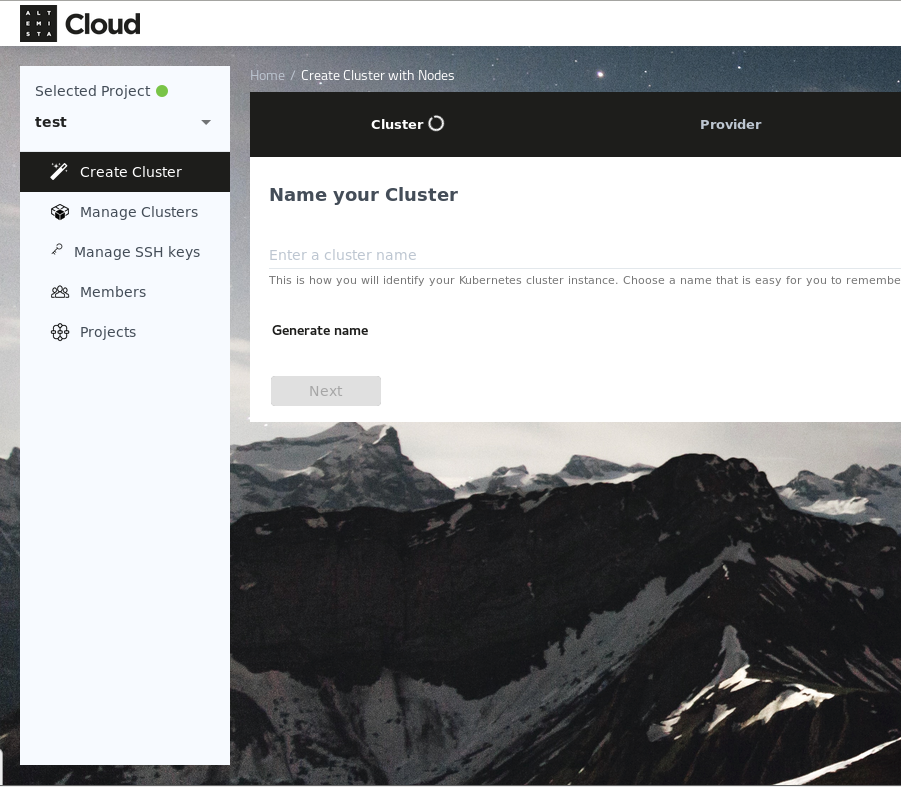 ALT
EMI
STA
Cloud
Selected Project
test
Create Cluster
Manage Clusters
Manage SSH keys
Members
Projects
Home / Create Cluster with Nodes
Cluster
Provider
Name your Cluster
Enter a cluster name
This is how you will identify your Kubernetes cluster instance. Choose a name that is easy for you to remembe
Generate name
Next